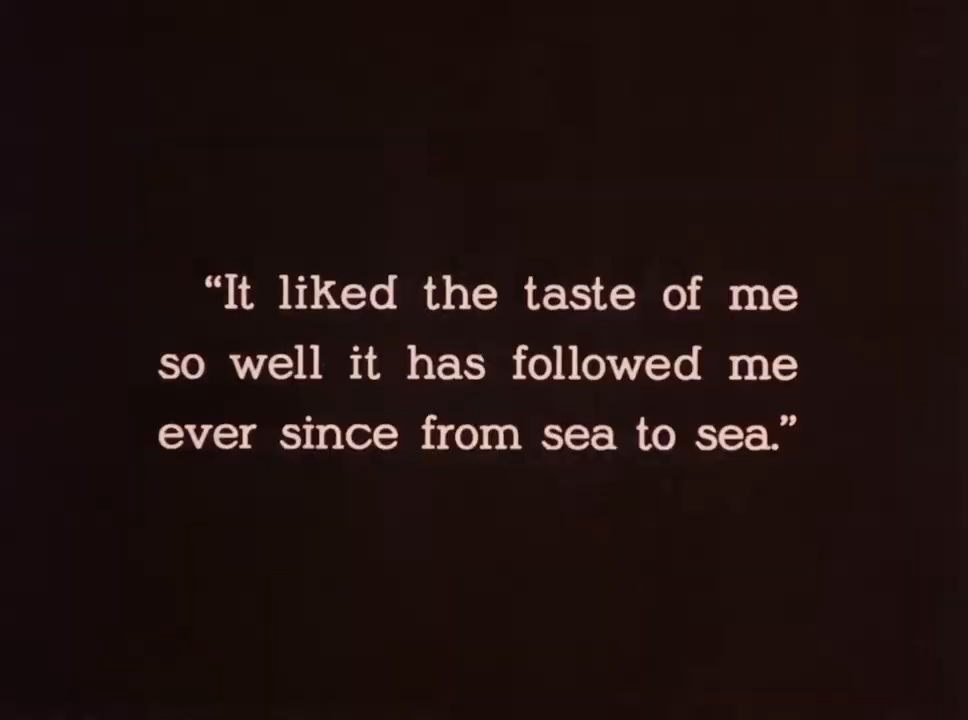 “It liked the taste of me
so well it has followed me
ever since from sea to sea.”